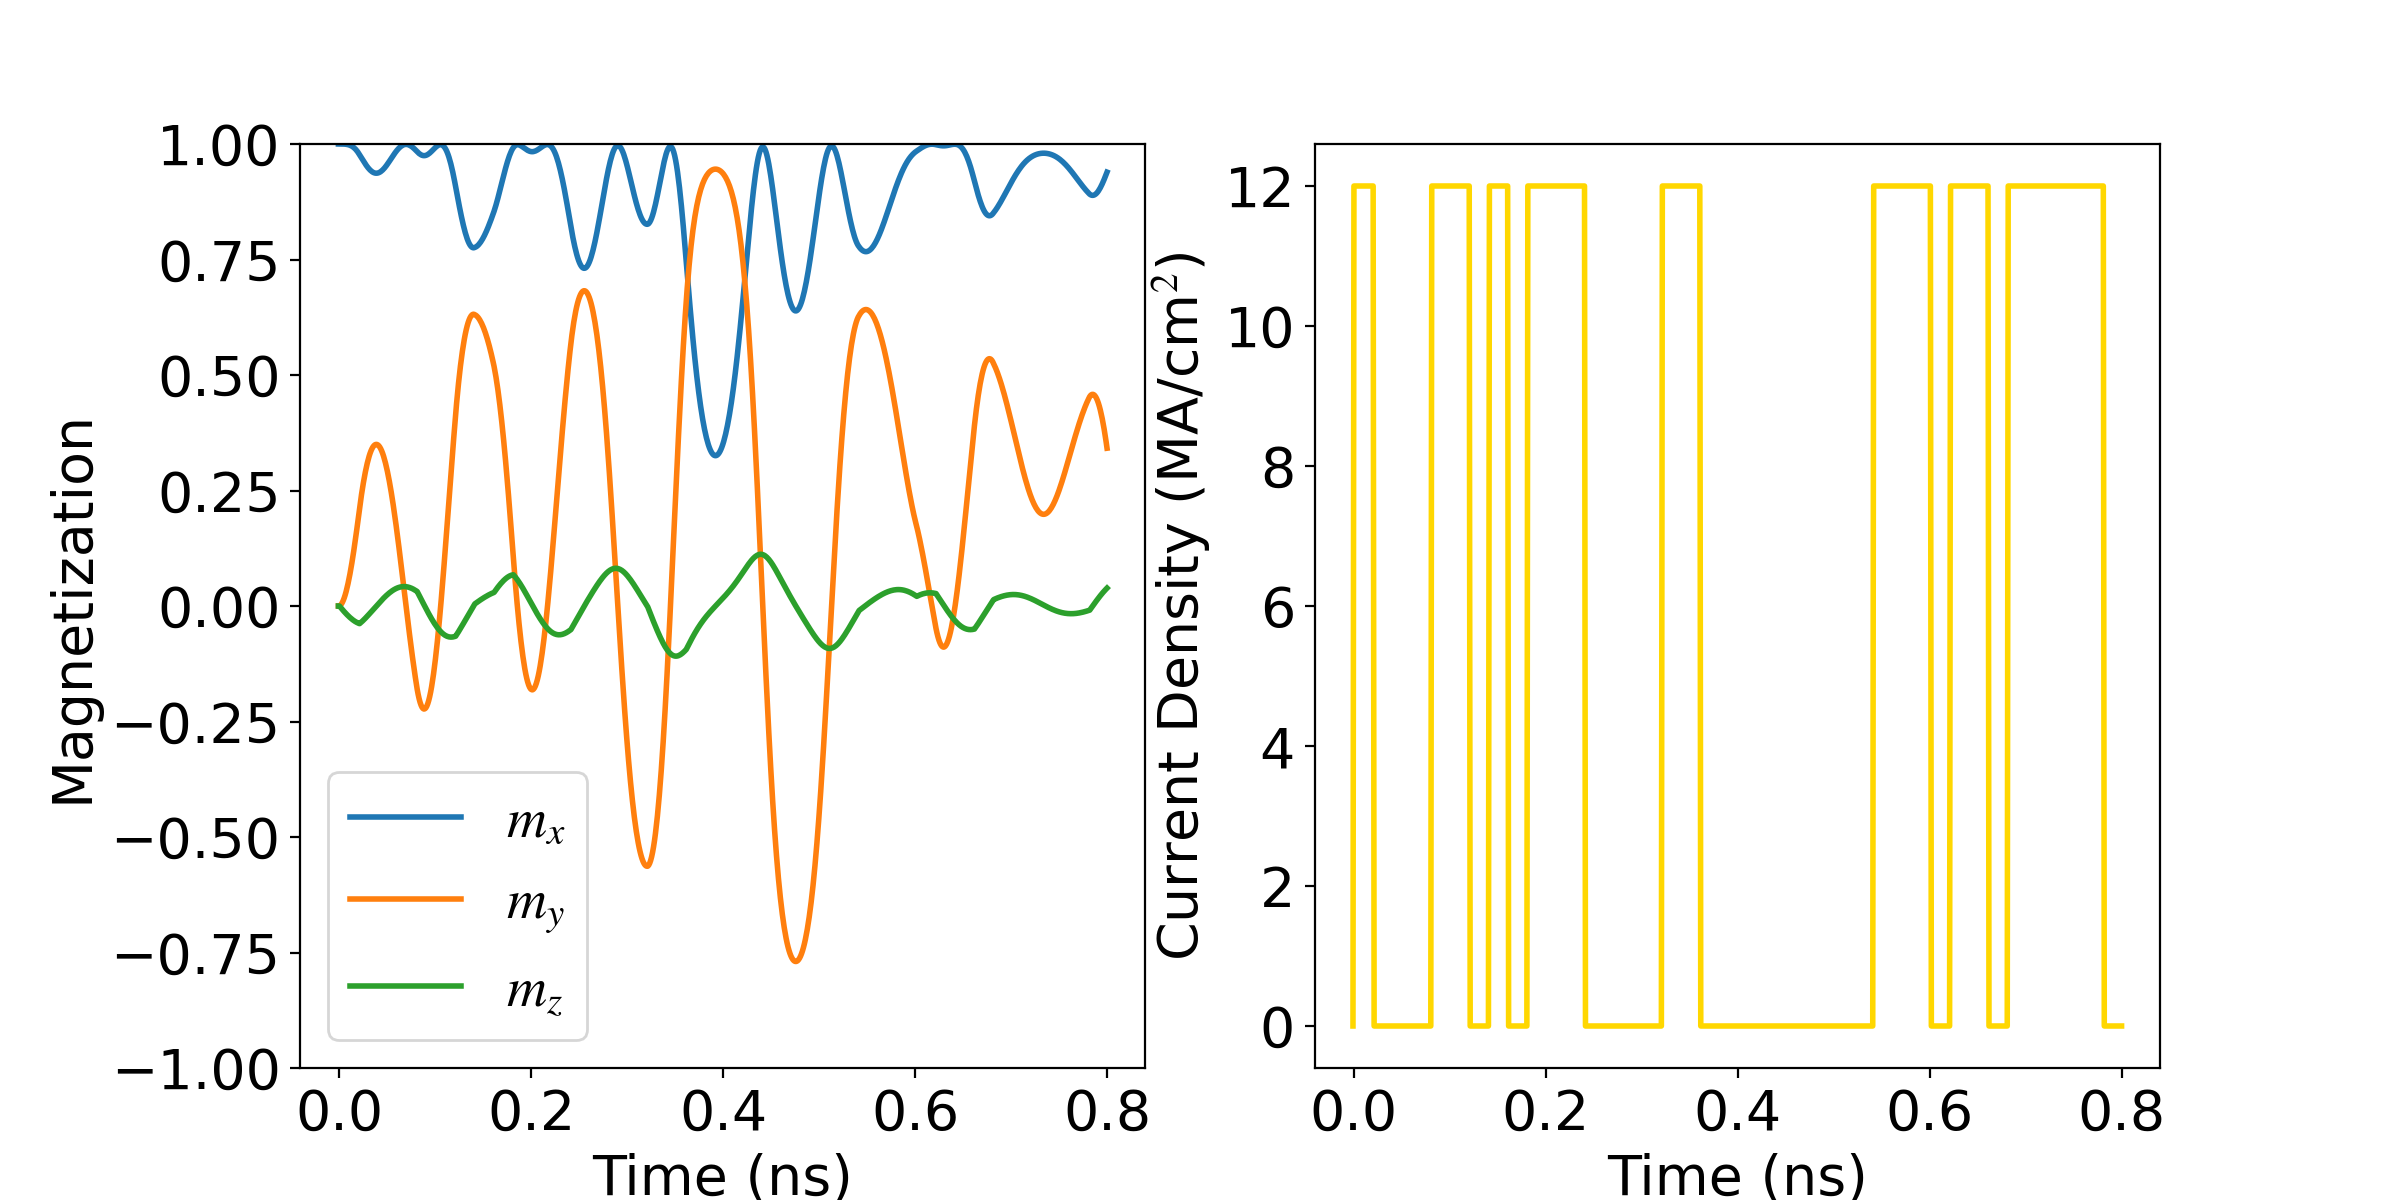 1.00
0.75
0.50
0.25
0.00
−0.25
−0.50
−0.75
−1.00
Magnetization
m_x
m_y
m_z
0.0 0.2 0.4 0.6 0.8
Time (ns)
12
10
8
6
4
2
0
Current Density (MA/cm²)
0.0 0.2 0.4 0.6 0.8
Time (ns)